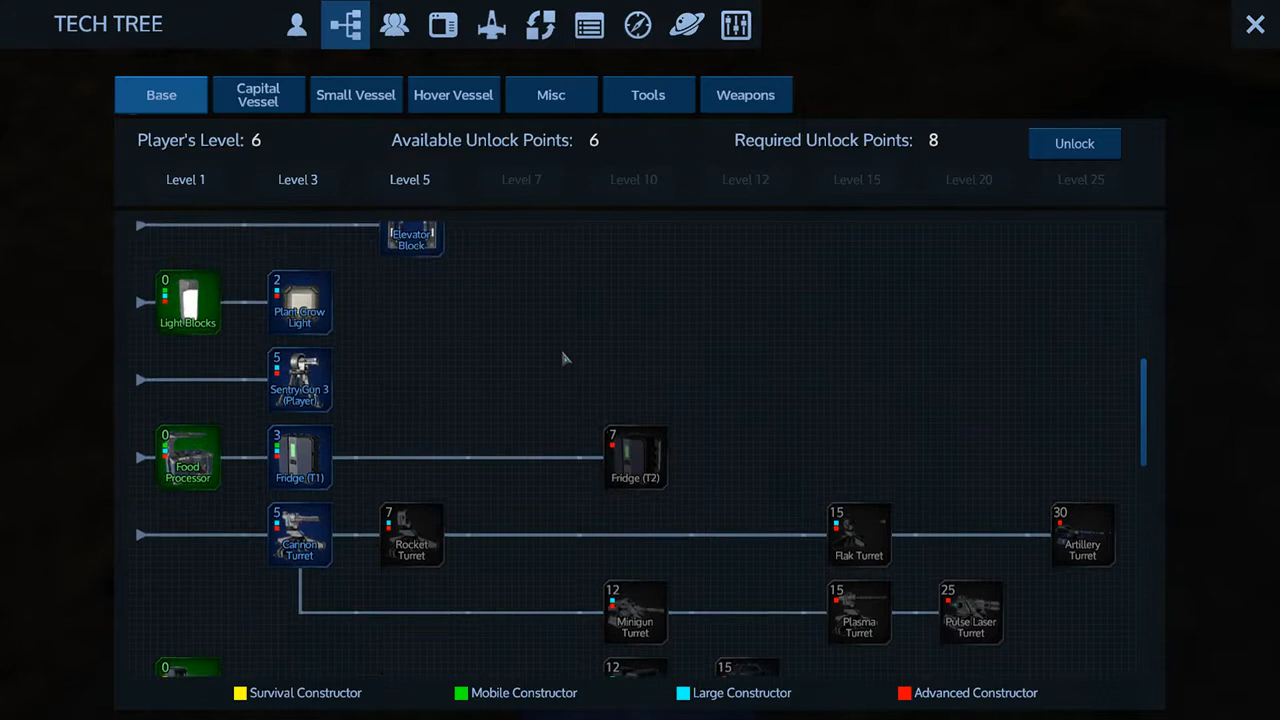 TECH TREE
Base
Capital
Vessel
Small Vessel
Hover Vessel
Misc
Tools
Weapons
Player's Level: 6
Available Unlock Points: 6
Required Unlock Points: 8
Unlock
Level 1
Level 3
Level 5
Level 7
Level 10
Level 12
Level 15
Level 20
Level 25
Elevator
Block
0
Light Blocks
2
Plant Grow
Light
5
Sentry Gun 3
(Player)
0
Food
Processor
3
Fridge (T1)
7
Fridge (T2)
5
Cannon
Turret
7
Rocket
Turret
15
Flak Turret
30
Artillery
Turret
12
Minigun
Turret
15
Plasma
Turret
25
Pulse Laser
Turret
0
12
15
Survival Constructor
Mobile Constructor
Large Constructor
Advanced Constructor